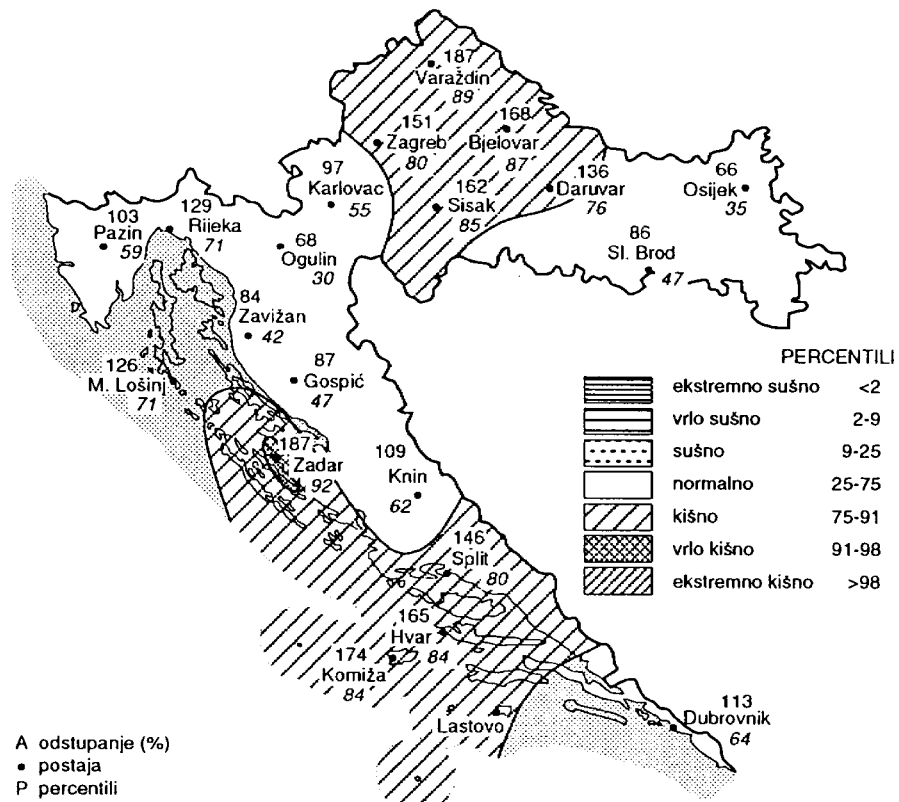 187
Varaždin
89
151
Zagreb
80
168
Bjelovar
87
97
Karlovac
55
162
Sisak
85
136
Daruvar
76
66
Osijek
35
86
Sl. Brod
47
103
Pazin
59
129
Rijeka
71
68
Ogulin
30
84
Zavižan
42
126
M. Lošinj
71
87
Gospić
47
187
Zadar
92
109
Knin
62
146
Split
80
165
Hvar
84
174
Komiža
84
Lastovo
113
Dubrovnik
64
PERCENTILI
ekstremno sušno <2
vrlo sušno 2-9
sušno 9-25
normalno 25-75
kišno 75-91
vrlo kišno 91-98
ekstremno kišno >98
A odstupanje (%)
• postaja
P percentili